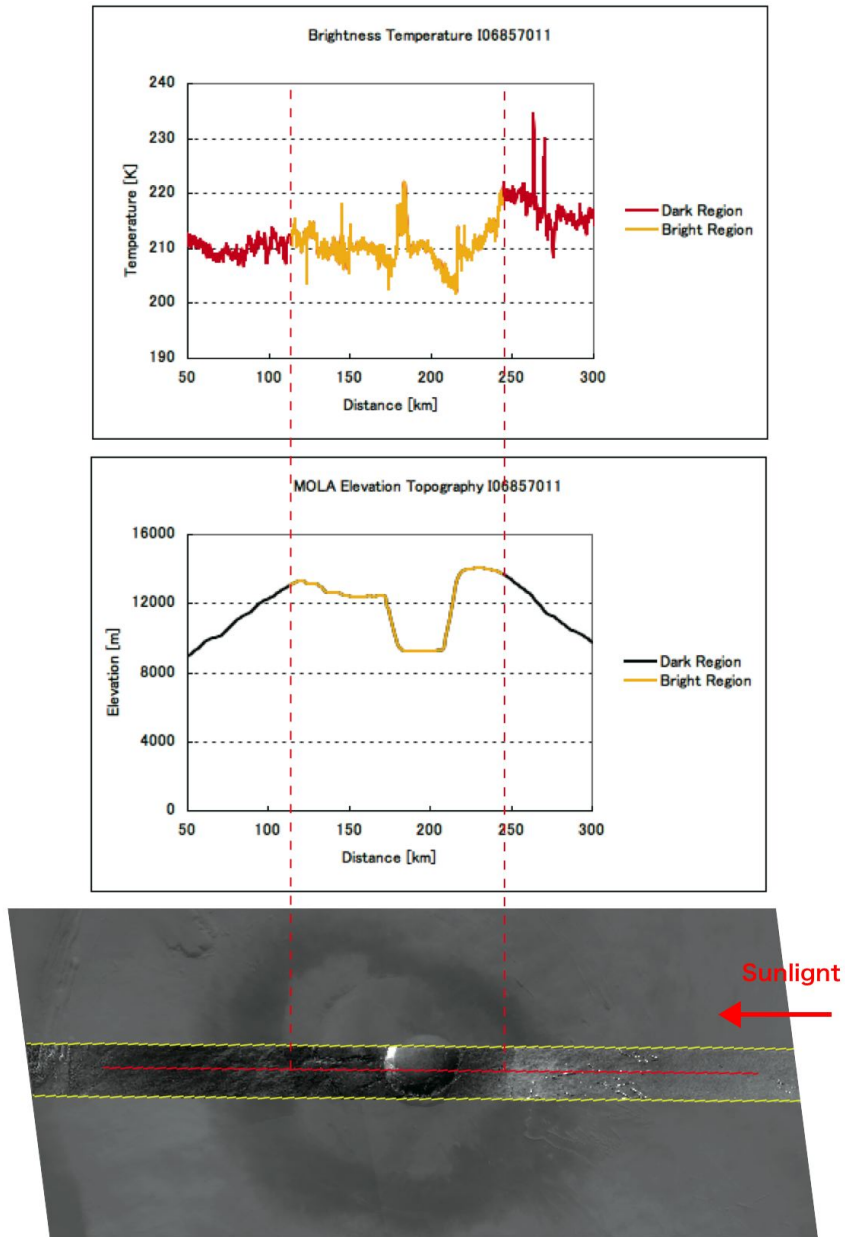 Brightness Temperature I06857011
240
230
220
210
200
190
Temperature [K]
50 100 150 200 250 300
Distance [km]
Dark Region
Bright Region
MOLA Elevation Topography I06857011
16000
12000
8000
4000
0
Elevation [m]
50 100 150 200 250 300
Distance [km]
Dark Region
Bright Region
Sunlignt